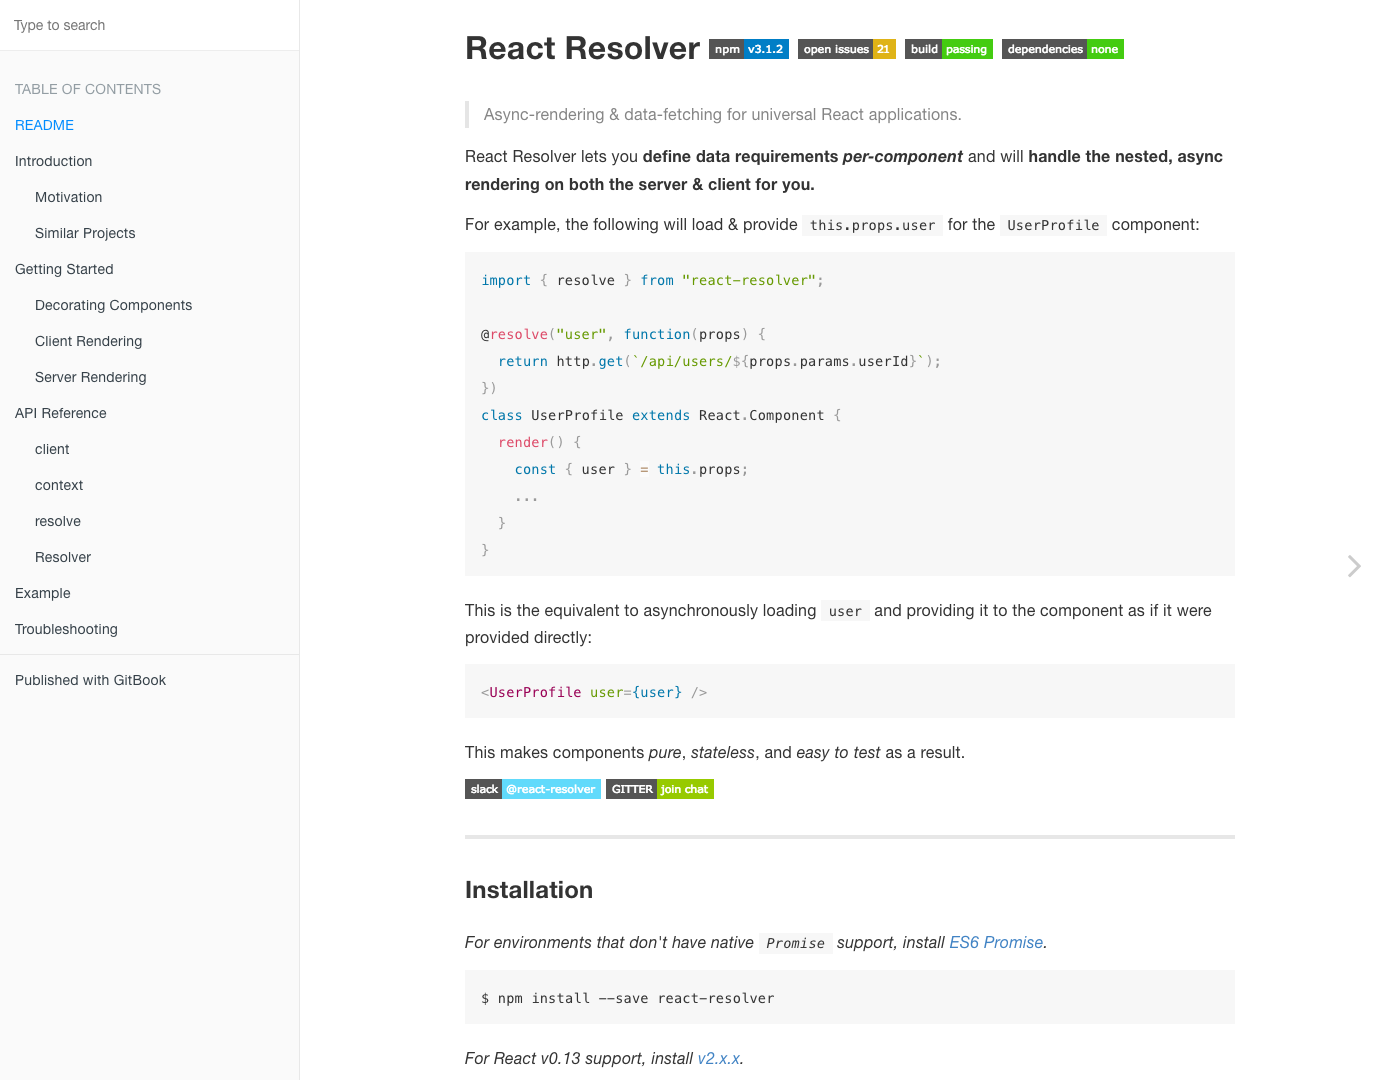 Type to search
TABLE OF CONTENTS
README
Introduction
Motivation
Similar Projects
Getting Started
Decorating Components
Client Rendering
Server Rendering
API Reference
client
context
resolve
Resolver
Example
Troubleshooting
Published with GitBook
React Resolver npm v3.1.2 open issues 21 build passing dependencies none
Async-rendering & data-fetching for universal React applications.
React Resolver lets you define data requirements per-component and will handle the nested, async
rendering on both the server & client for you.
For example, the following will load & provide this.props.user for the UserProfile component:
import { resolve } from "react-resolver";
@resolve("user", function(props) {
  return http.get(`/api/users/${props.params.userId}`);
})
class UserProfile extends React.Component {
  render() {
    const { user } = this.props;
    ...
  }
}
This is the equivalent to asynchronously loading user and providing it to the component as if it were
provided directly:
<UserProfile user={user} />
This makes components pure, stateless, and easy to test as a result.
slack @react-resolver GITTER join chat
Installation
For environments that don't have native Promise support, install ES6 Promise.
$ npm install --save react-resolver
For React v0.13 support, install v2.x.x.